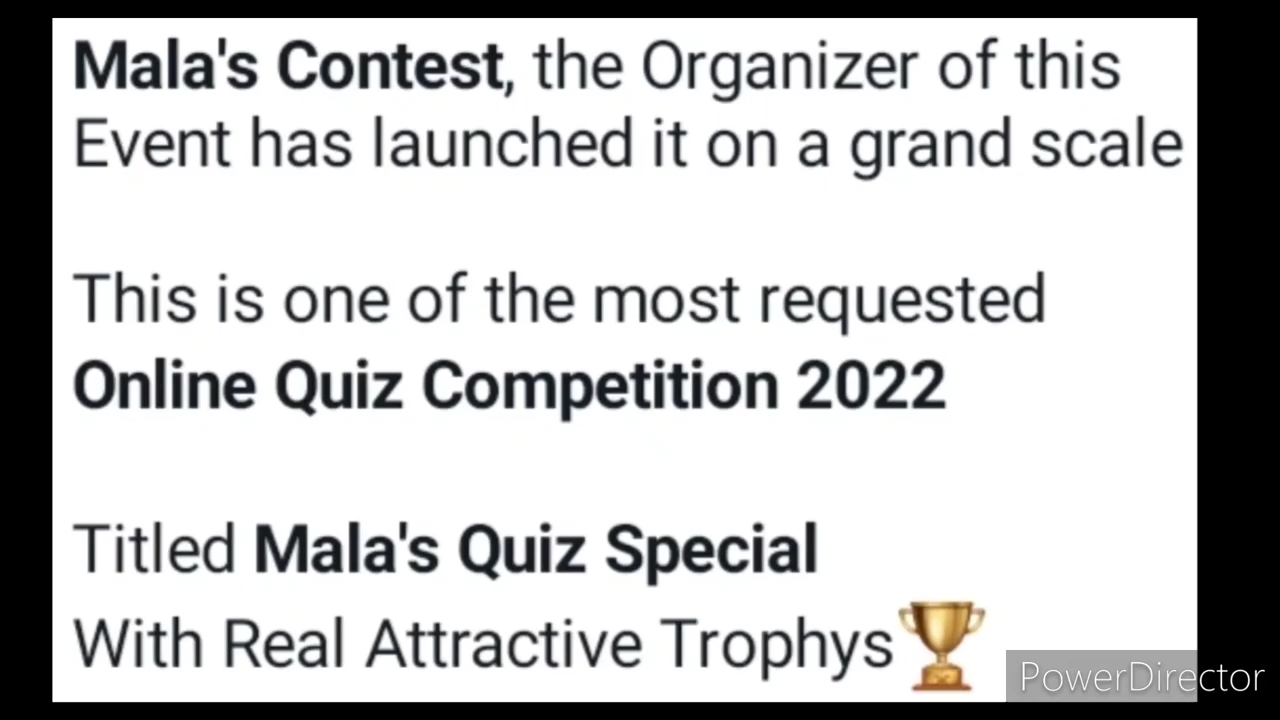 Mala's Contest, the Organizer of this
Event has launched it on a grand scale
This is one of the most requested
Online Quiz Competition 2022
Titled Mala's Quiz Special
With Real Attractive Trophys🏆
PowerDirector